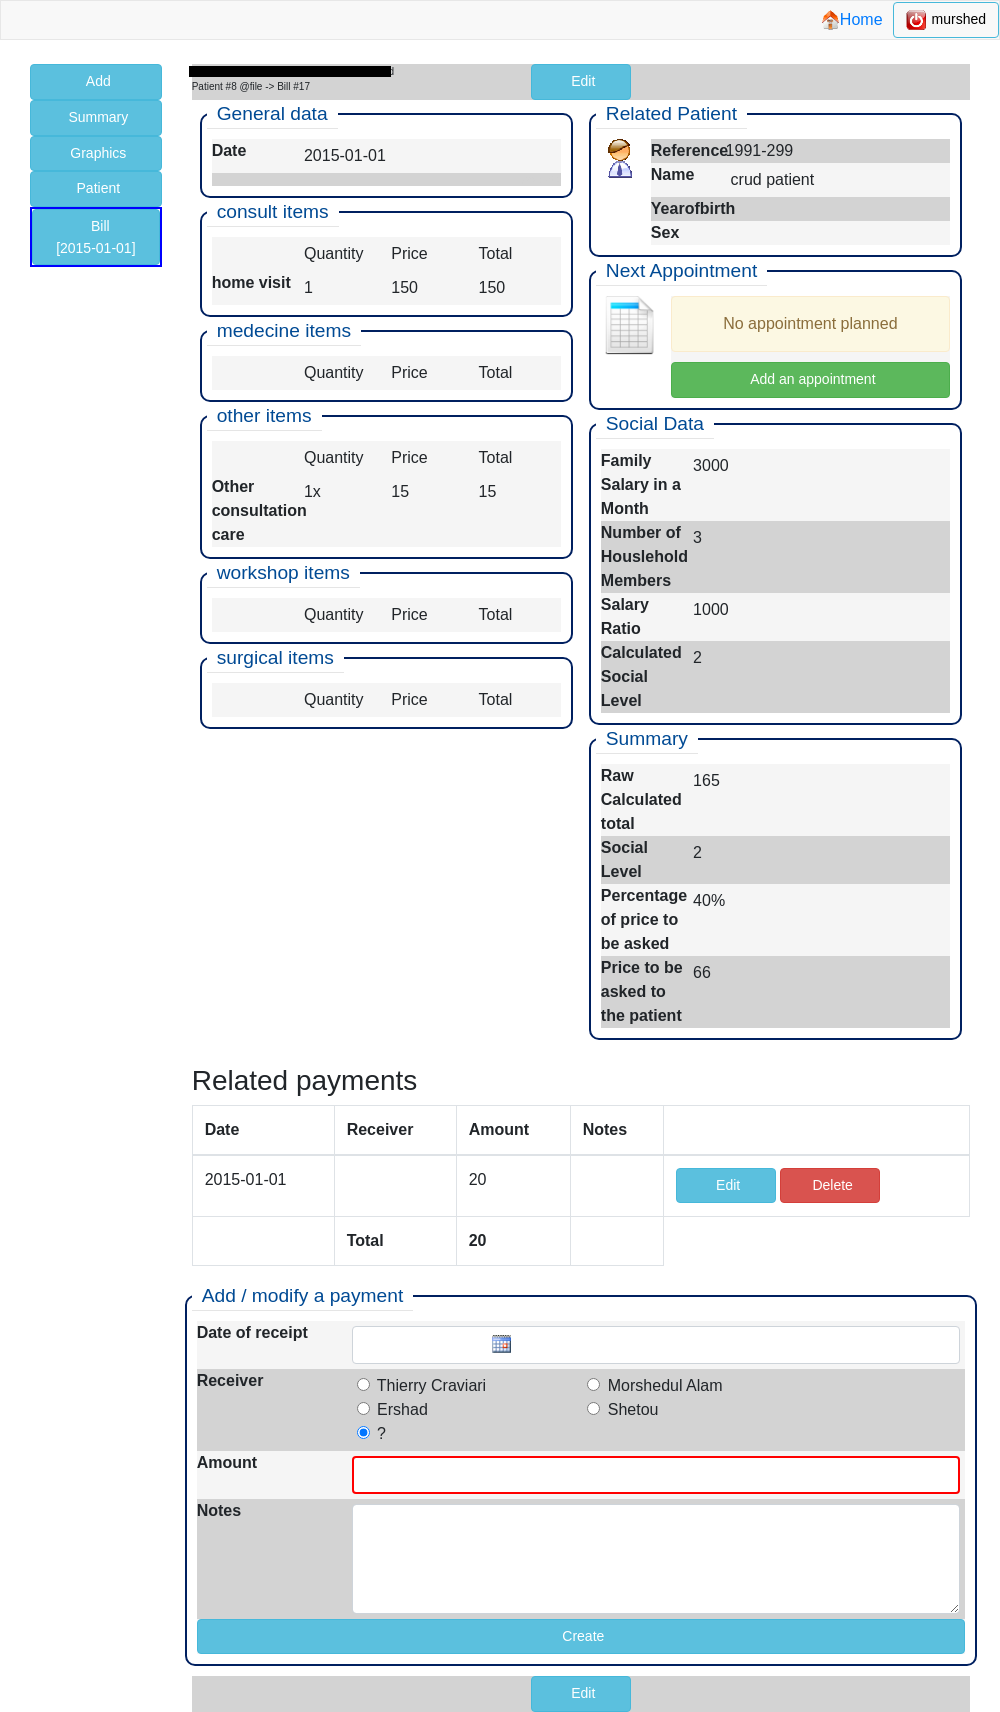 Home murshed
Add
Summary
Graphics
Patient
Bill
[2015-01-01]
Patient #8 @file -> Bill #17
Edit
General data
Date 2015-01-01
consult items
Quantity Price Total
home visit 1 150 150
medecine items
Quantity Price Total
other items
Quantity Price Total
Other consultation care 1x 15 15
workshop items
Quantity Price Total
surgical items
Quantity Price Total
Related Patient
Reference 1991-299
Name crud patient
Yearofbirth
Sex
Next Appointment
No appointment planned
Add an appointment
Social Data
Family Salary in a Month 3000
Number of Houslehold Members 3
Salary Ratio 1000
Calculated Social Level 2
Summary
Raw Calculated total 165
Social Level 2
Percentage of price to be asked 40%
Price to be asked to the patient 66
Related payments
Date Receiver Amount Notes
2015-01-01 20 Edit Delete
Total 20
Add / modify a payment
Date of receipt
Receiver Thierry Craviari Morshedul Alam
Ershad Shetou
?
Amount
Notes
Create
Edit